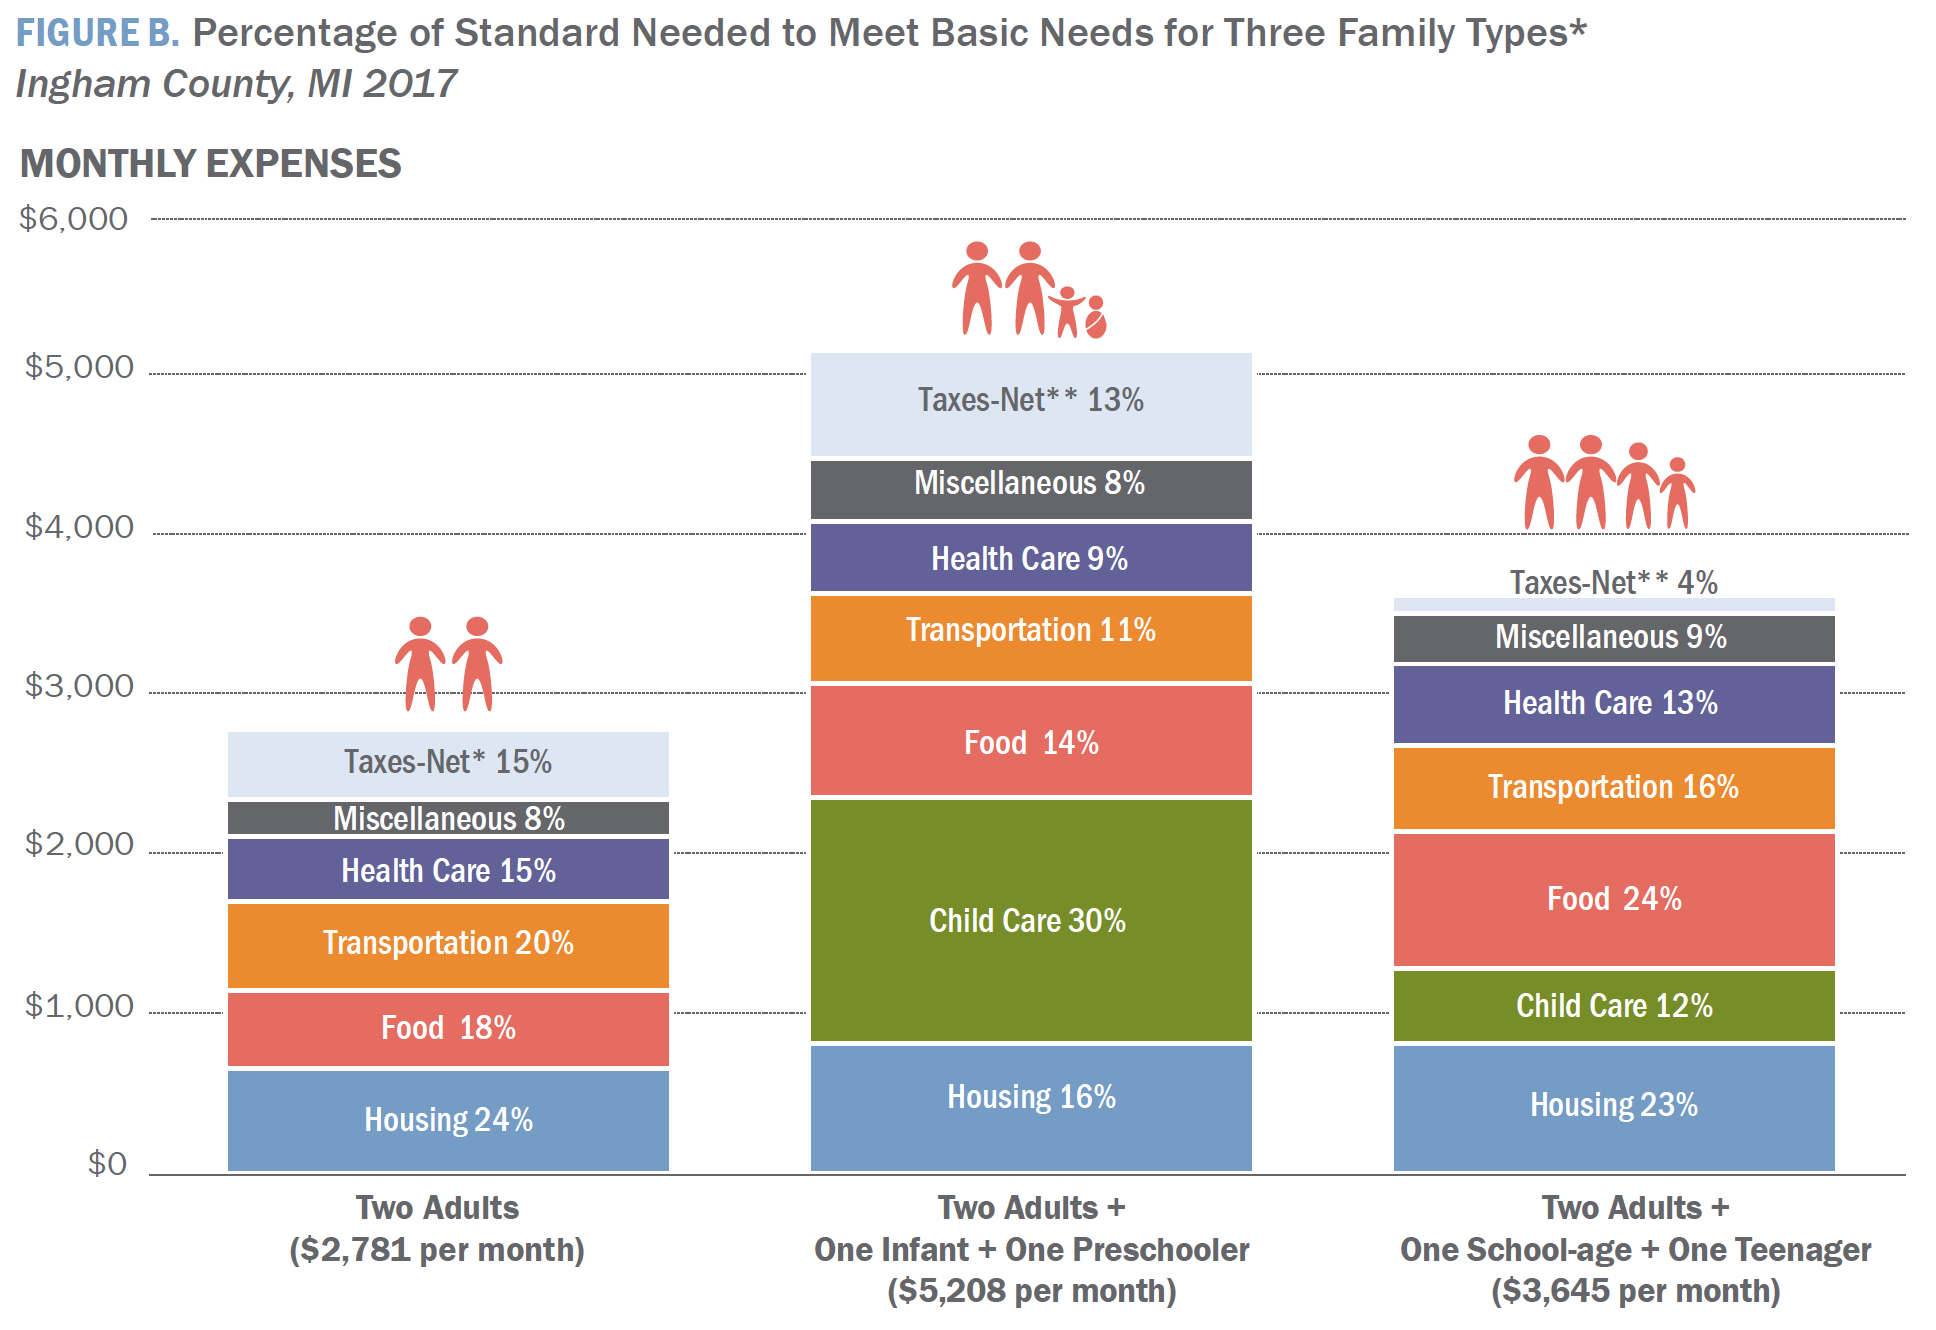 FIGURE B. Percentage of Standard Needed to Meet Basic Needs for Three Family Types*
Ingham County, MI 2017
MONTHLY EXPENSES
$6,000
$5,000
$4,000
$3,000
$2,000
$1,000
$0
Taxes-Net* 15%
Miscellaneous 8%
Health Care 15%
Transportation 20%
Food 18%
Housing 24%
Two Adults
($2,781 per month)
Taxes-Net** 13%
Miscellaneous 8%
Health Care 9%
Transportation 11%
Food 14%
Child Care 30%
Housing 16%
Two Adults +
One Infant + One Preschooler
($5,208 per month)
Taxes-Net** 4%
Miscellaneous 9%
Health Care 13%
Transportation 16%
Food 24%
Child Care 12%
Housing 23%
Two Adults +
One School-age + One Teenager
($3,645 per month)